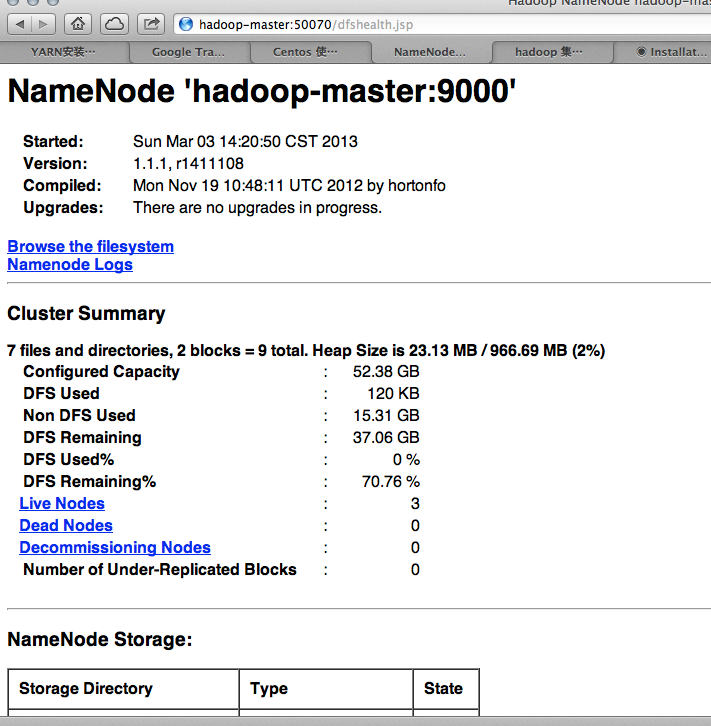 Hadoop NameNode hadoop-mas
hadoop-master:50070/dfshealth.jsp
YARN安装… Google Tra... Centos 使… NameNode... hadoop 集… ◉ Installat...
NameNode 'hadoop-master:9000'
Started: Sun Mar 03 14:20:50 CST 2013
Version: 1.1.1, r1411108
Compiled: Mon Nov 19 10:48:11 UTC 2012 by hortonfo
Upgrades: There are no upgrades in progress.
Browse the filesystem
Namenode Logs
Cluster Summary
7 files and directories, 2 blocks = 9 total. Heap Size is 23.13 MB / 966.69 MB (2%)
Configured Capacity : 52.38 GB
DFS Used : 120 KB
Non DFS Used : 15.31 GB
DFS Remaining : 37.06 GB
DFS Used% : 0 %
DFS Remaining% : 70.76 %
Live Nodes : 3
Dead Nodes : 0
Decommissioning Nodes : 0
Number of Under-Replicated Blocks : 0
NameNode Storage:
Storage Directory Type State